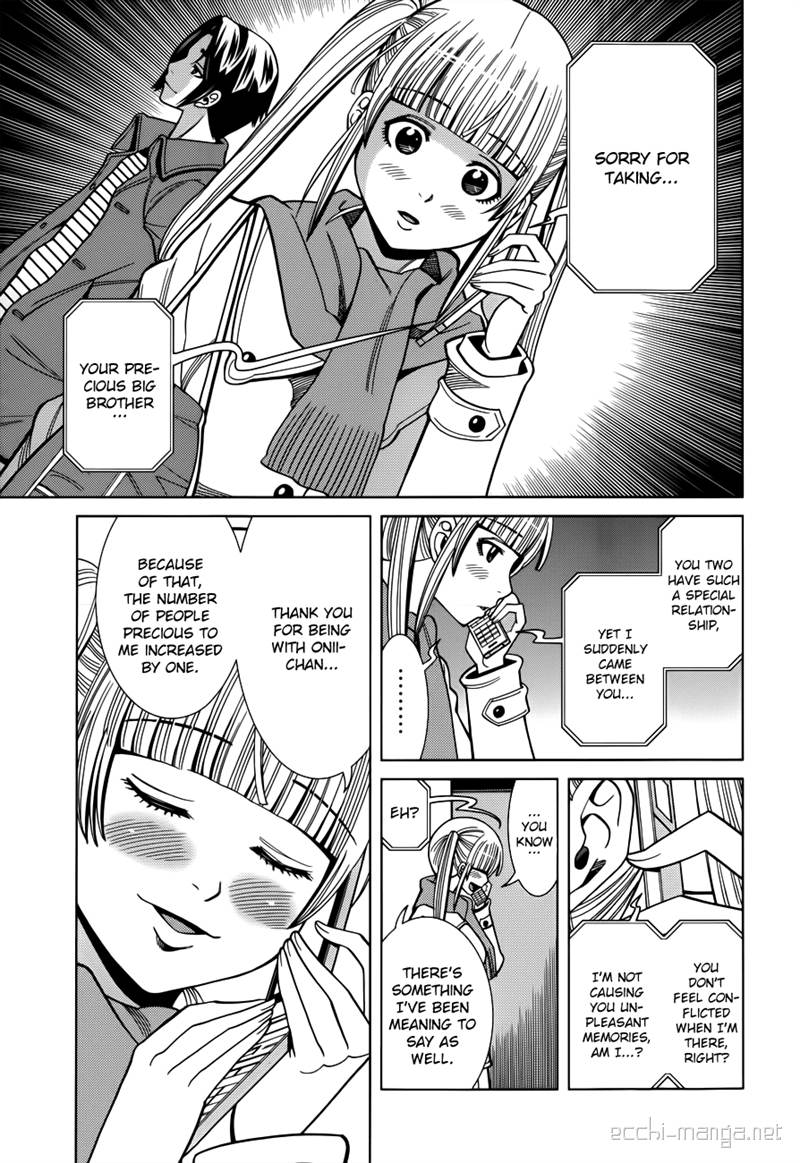 SORRY FOR
TAKING...
YOUR PRE-
CIOUS BIG
BROTHER
...
YOU TWO
HAVE SUCH
A SPECIAL
RELATION-
SHIP,
YET I
SUDDENLY
CAME
BETWEEN
YOU...
........
YOU
DON'T
FEEL CON-
FLICTED
WHEN I'M
THERE,
RIGHT?
I'M NOT
CAUSING
YOU UN-
PLEASANT
MEMORIES,
AM I...?
...
YOU
KNOW
...
EH?
THERE'S
SOMETHING
I'VE BEEN
MEANING TO
SAY AS
WELL.
THANK YOU
FOR BEING
WITH ONII-
CHAN.
BECAUSE
OF THAT,
THE NUMBER
OF PEOPLE
PRECIOUS TO
ME INCREASED
BY ONE.
ecchi-manga.net